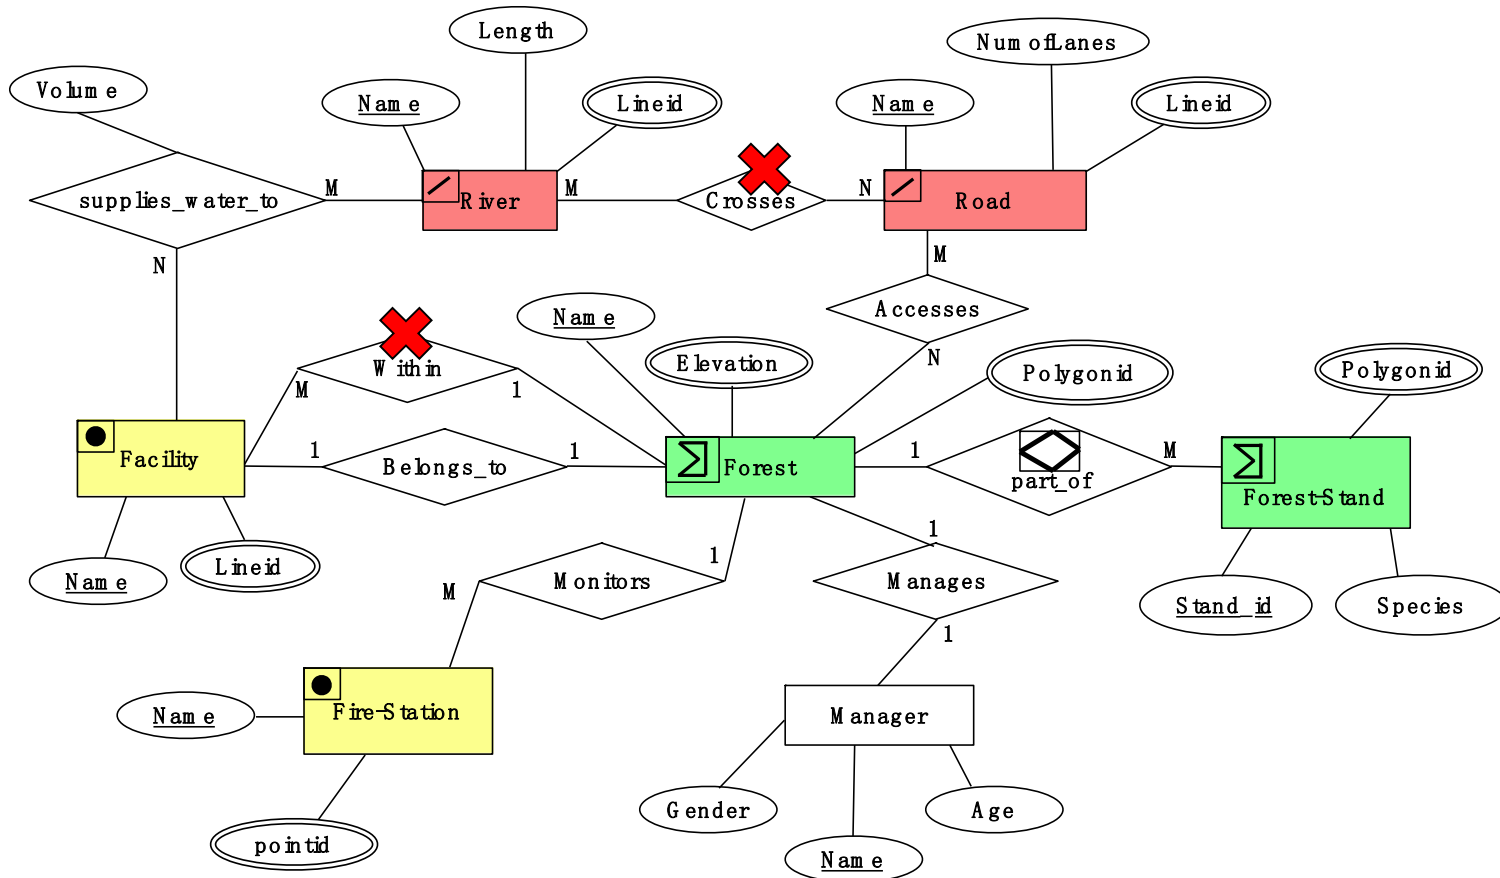 Length
NumofLanes
Volume
Name
Lineid
Name
Lineid
supplies_water_to
M
River
M
Crosses
N
Road
N
M
Accesses
Name
N
Elevation
Within
M
1
Polygonid
Polygonid
Facility
1
Belongs_to
1
Forest
1
part_of
M
Forest-Stand
Name
Lineid
M
Monitors
1
1
Manages
1
Stand_id
Species
Name
Fire-Station
Manager
Gender
Age
pointid
Name